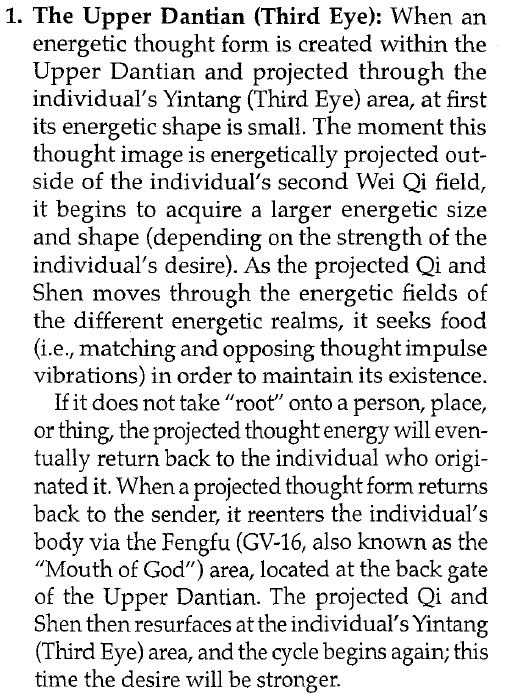 1. The Upper Dantian (Third Eye): When an
energetic thought form is created within the
Upper Dantian and projected through the
individual's Yintang (Third Eye) area, at first
its energetic shape is small. The moment this
thought image is energetically projected out-
side of the individual's second Wei Qi field,
it begins to acquire a larger energetic size
and shape (depending on the strength of the
individual's desire). As the projected Qi and
Shen moves through the energetic fields of
the different energetic realms, it seeks food
(i.e., matching and opposing thought impulse
vibrations) in order to maintain its existence.
If it does not take "root" onto a person, place,
or thing, the projected thought energy will even-
tually return back to the individual who origi-
nated it. When a projected thought form returns
back to the sender, it reenters the individual's
body via the Fengfu (GV-16, also known as the
"Mouth of God") area, located at the back gate
of the Upper Dantian. The projected Qi and
Shen then resurfaces at the individual's Yintang
(Third Eye) area, and the cycle begins again; this
time the desire will be stronger.